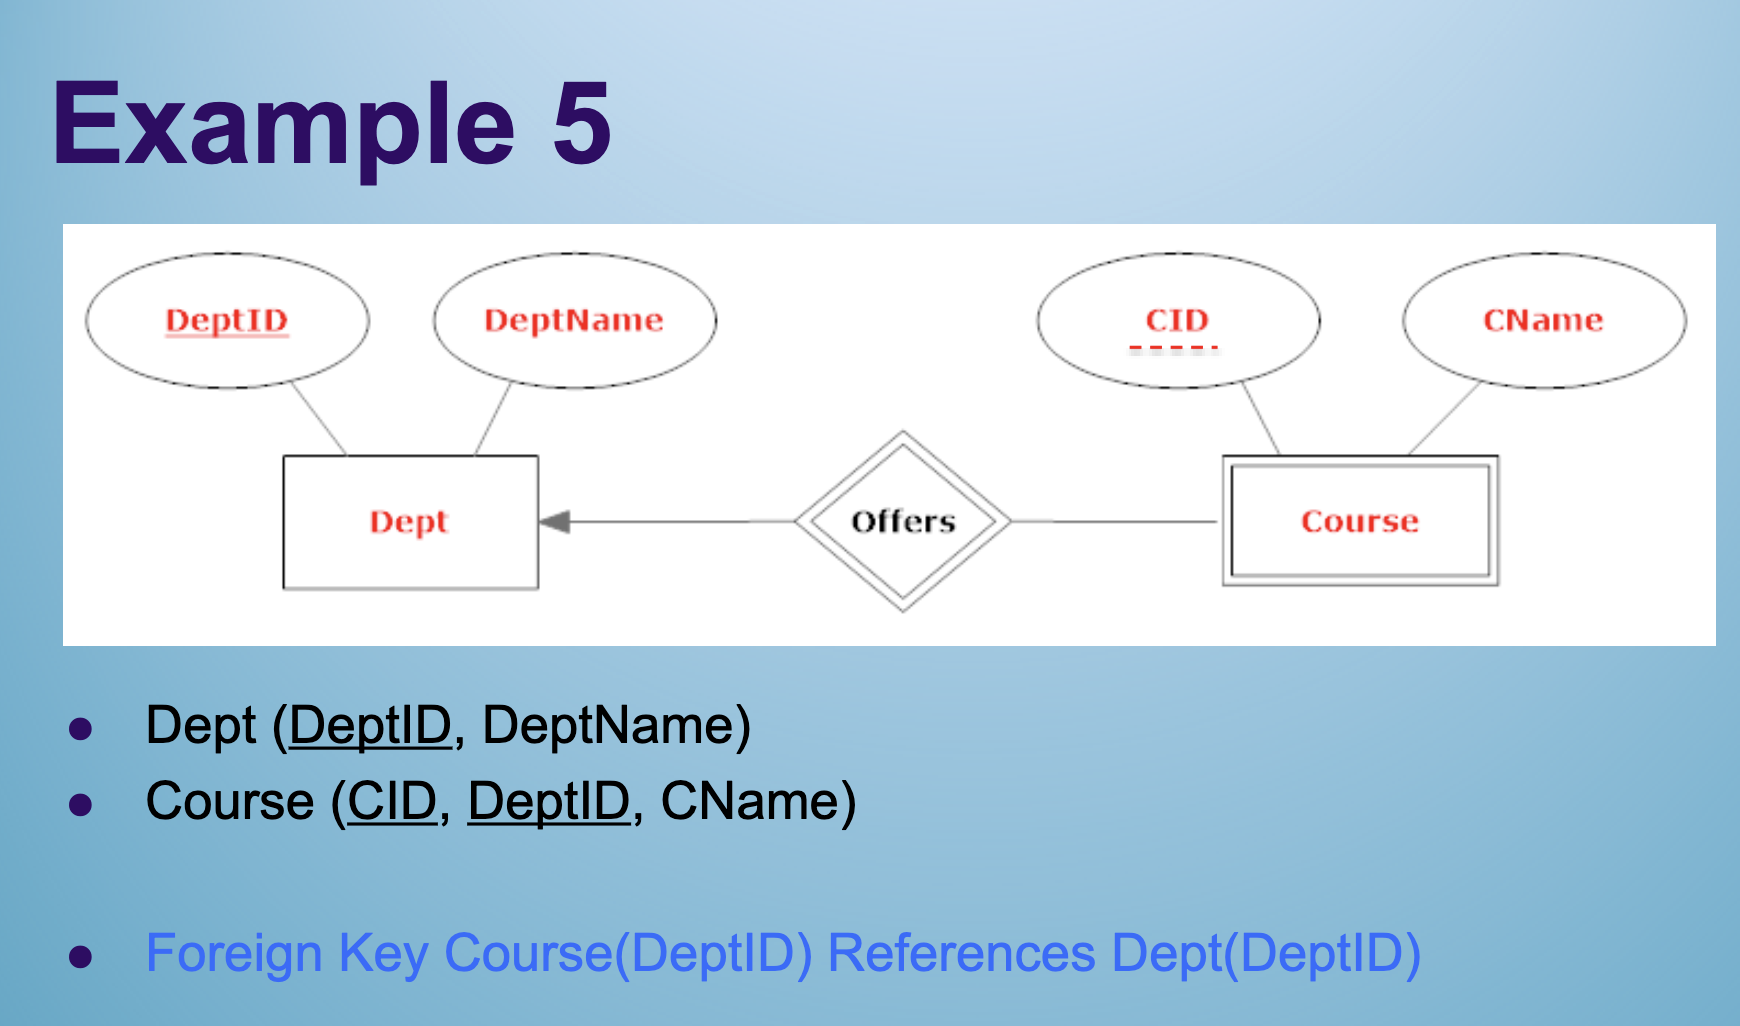 Example 5
DeptID DeptName CID CName
Dept Offers Course
● Dept (DeptID, DeptName)
● Course (CID, DeptID, CName)
● Foreign Key Course(DeptID) References Dept(DeptID)